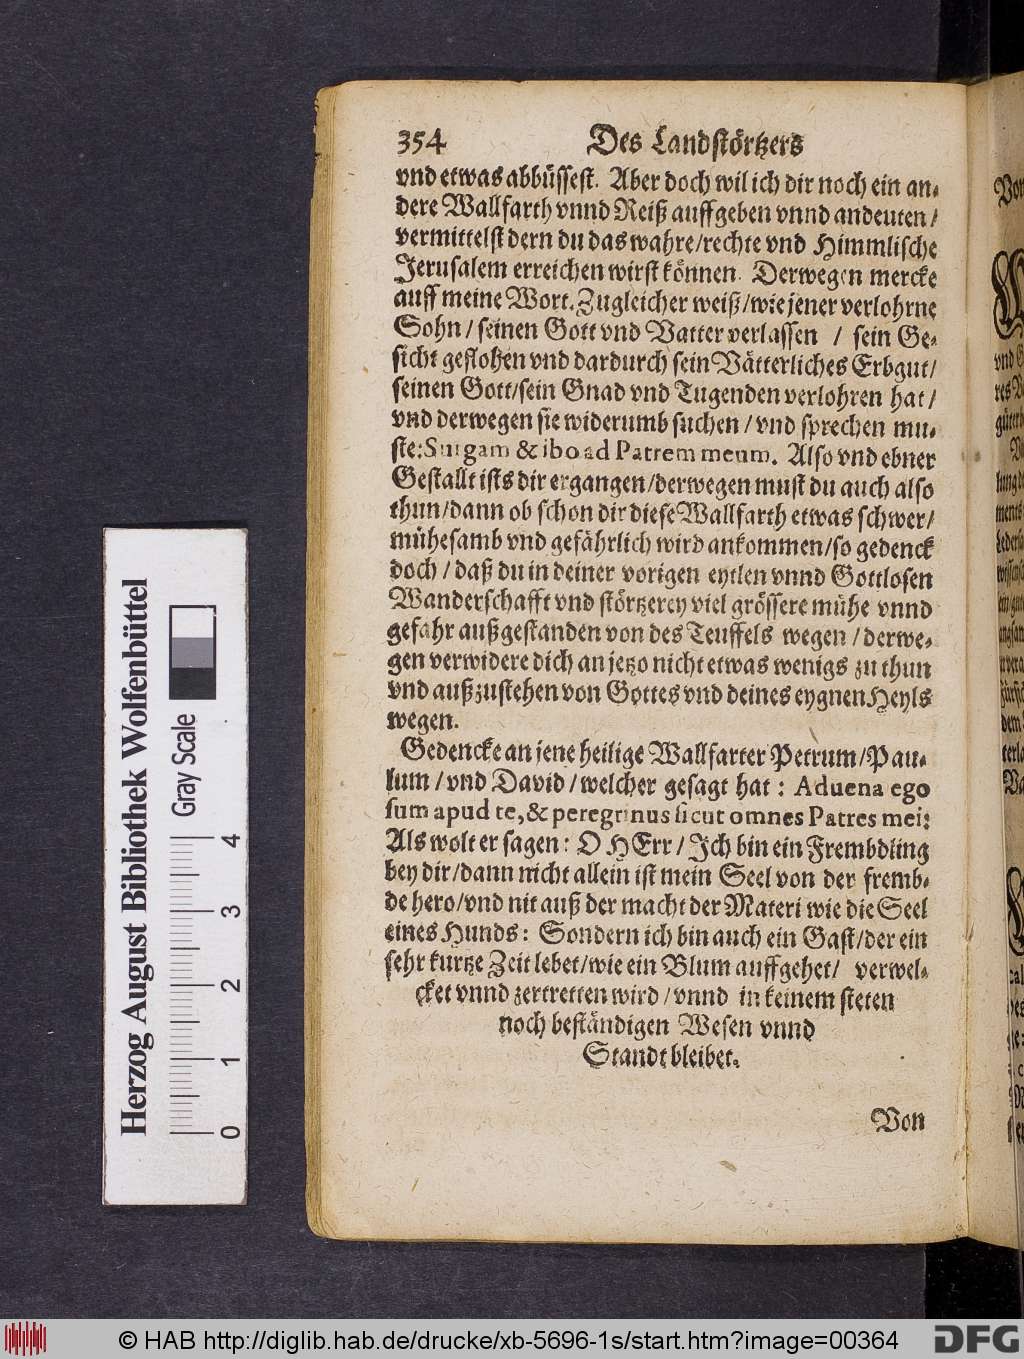 354 Des Landstörtzers
vnd etwas abbüssest. Aber doch wil ich dir noch ein an-
dere Wallfarth vnnd Reiß auffgeben vnnd andeuten /
vermittelst dern du das wahre/rechte vnd Himmlische
Jerusalem erreichen wirst können. Derwegen mercke
auff meine Wort. Zugleicher weiß/wie jener verlohrne
Sohn / seinen Gott vnd Vatter verlassen / sein Ge-
sicht geflohen vnd dardurch sein Vätterliches Erbgut/
seinen Gott/sein Gnad vnd Tugenden verlohren hat /
vnd derwegen sie widerumb suchen / vnd sprechen mu-
ste: Surgam & ibo ad Patrem meum. Also vnd ebner
Gestallt ists dir ergangen/derwegen must du auch also
thun/dann ob schon dir diese Wallfarth etwas schwer/
mühesamb vnd gefährlich wird ankommen/so gedenck
doch / daß du in deiner vorigen eytlen vnnd Gottlosen
Wanderschafft vnd störtzerey viel grössere mühe vnnd
gefahr außgestanden von des Teuffels wegen / derwe-
gen verwidere dich an jetzo nicht etwas wenigs zu thun
vnd außzustehen von Gottes vnd deines eygnen Heyls
wegen.
Gedencke an jene heilige Wallfarter Petrum/Pau-
lum / vnd David / welcher gesagt hat : Aduena ego
sum apud te, & peregrinus sicut omnes Patres mei:
Als wolt er sagen: O HErr / Ich bin ein Frembdling
bey dir/dann nicht allein ist mein Seel von der fremb-
de hero/vnd nit auß der macht der Materi wie die Seel
eines Hunds: Sondern ich bin auch ein Gast/der ein
sehr kurtze Zeit lebet/wie ein Blum auffgehet/ verwel-
cket vnnd zertretten wird / vnnd in keinem steten
noch beständigen Wesen vnnd
Standt bleibet.
Von
Herzog August Bibliothek Wolfenbüttel
Gray Scale
0 1 2 3 4
© HAB http://diglib.hab.de/drucke/xb-5696-1s/start.htm?image=00364
DFG